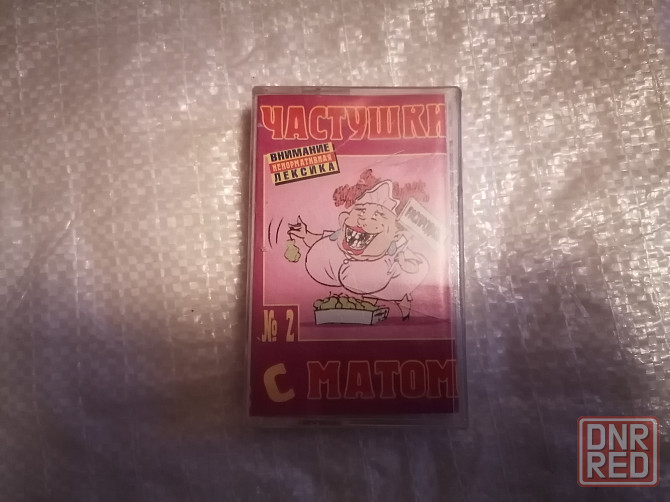 ЧАСТУШКИ
ВНИМАНИЕ
НЕНОРМАТИВНАЯ
ЛЕКСИКА
№ 2
С МАТОМ
DNR
RED